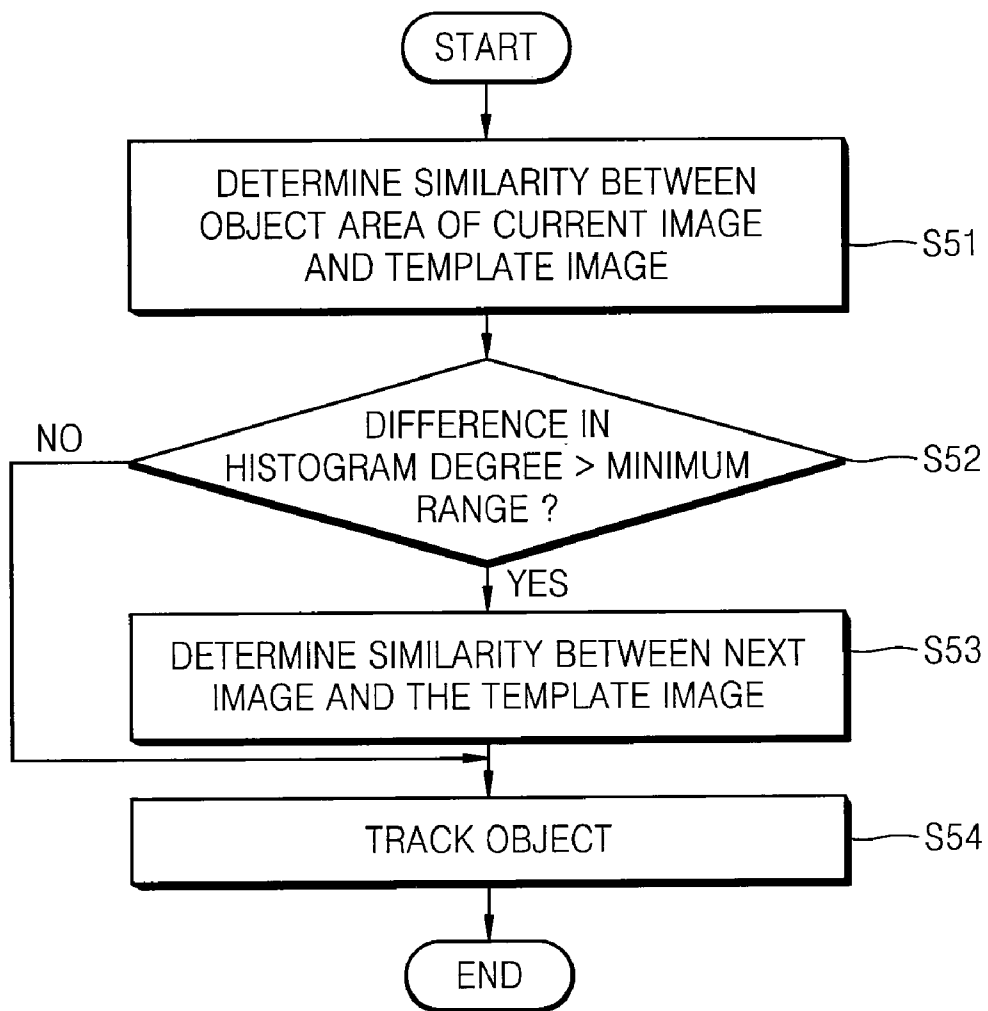 START
DETERMINE SIMILARITY BETWEEN
OBJECT AREA OF CURRENT IMAGE
AND TEMPLATE IMAGE
S51
NO
DIFFERENCE IN
HISTOGRAM DEGREE > MINIMUM
RANGE ?
S52
YES
DETERMINE SIMILARITY BETWEEN NEXT
IMAGE AND THE TEMPLATE IMAGE
S53
TRACK OBJECT
S54
END